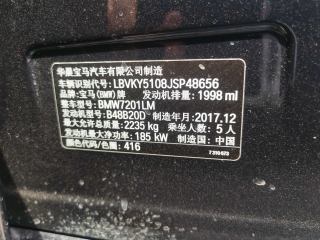 华晨宝马汽车有限公司制造
车辆识别代号: LBVKY5108JSP48656
品牌: 宝马(BMW)牌 发动机排量: 1998 ml
整车型号: BMW7201LM
发动机型号: B48B20D 制造年月: 2017.12
最大允许总质量: 2235 kg 乘坐人数: 5 人
发动机最大净功率: 185 kW 制造国: 中国
颜色代码/色圈: 416
7 310 073